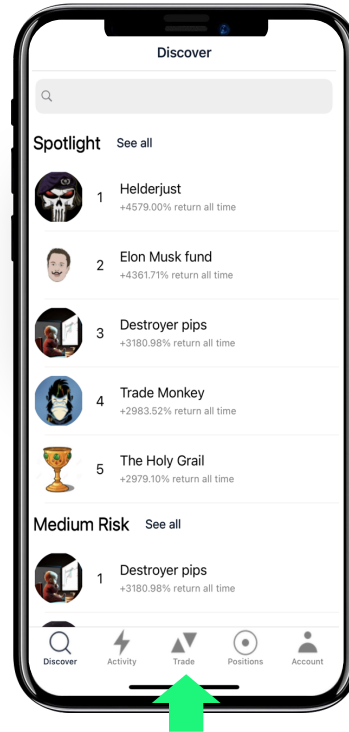 Discover
Spotlight See all
1 Helderjust
+4579.00% return all time
2 Elon Musk fund
+4361.71% return all time
3 Destroyer pips
+3180.98% return all time
4 Trade Monkey
+2983.52% return all time
5 The Holy Grail
+2979.10% return all time
Medium Risk See all
1 Destroyer pips
+3180.98% return all time
Discover Activity Trade Positions Account